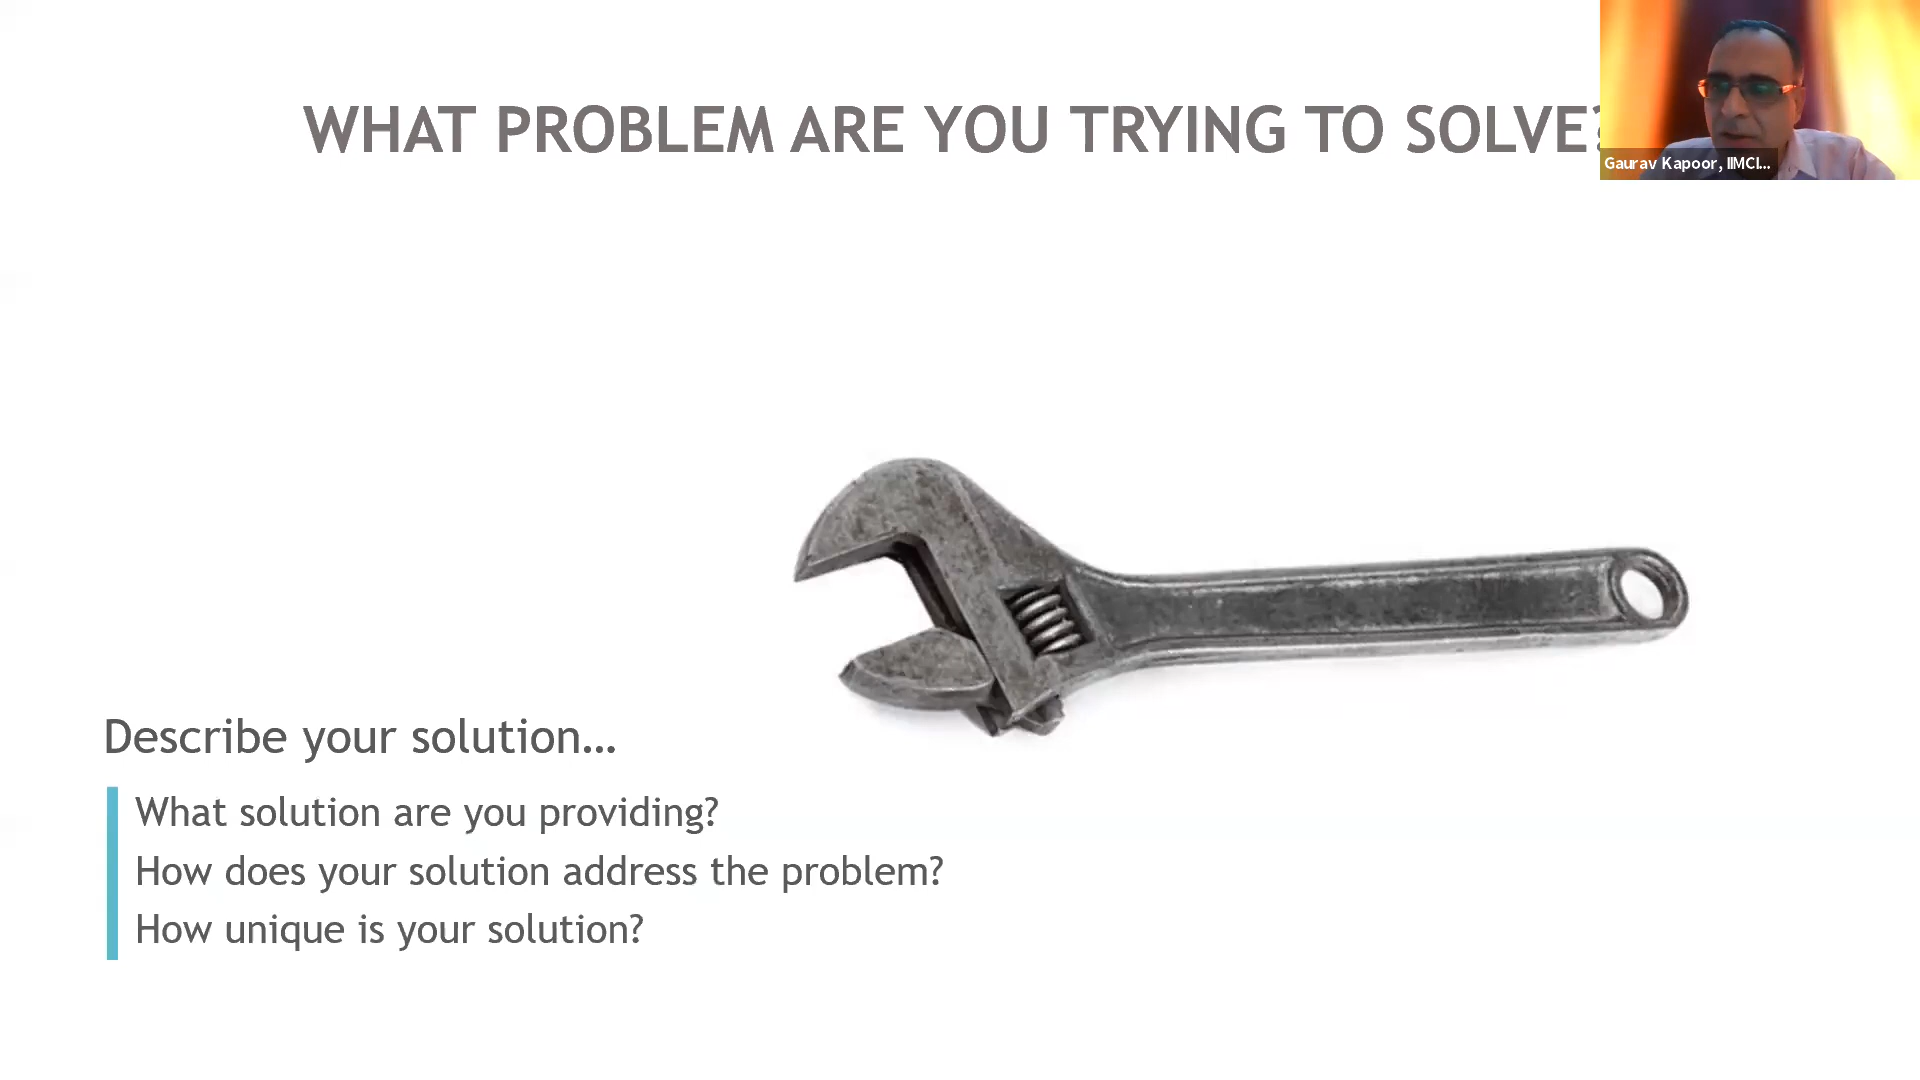 WHAT PROBLEM ARE YOU TRYING TO SOLVE?
Gaurav Kapoor, IIMCI...
Describe your solution...
What solution are you providing?
How does your solution address the problem?
How unique is your solution?